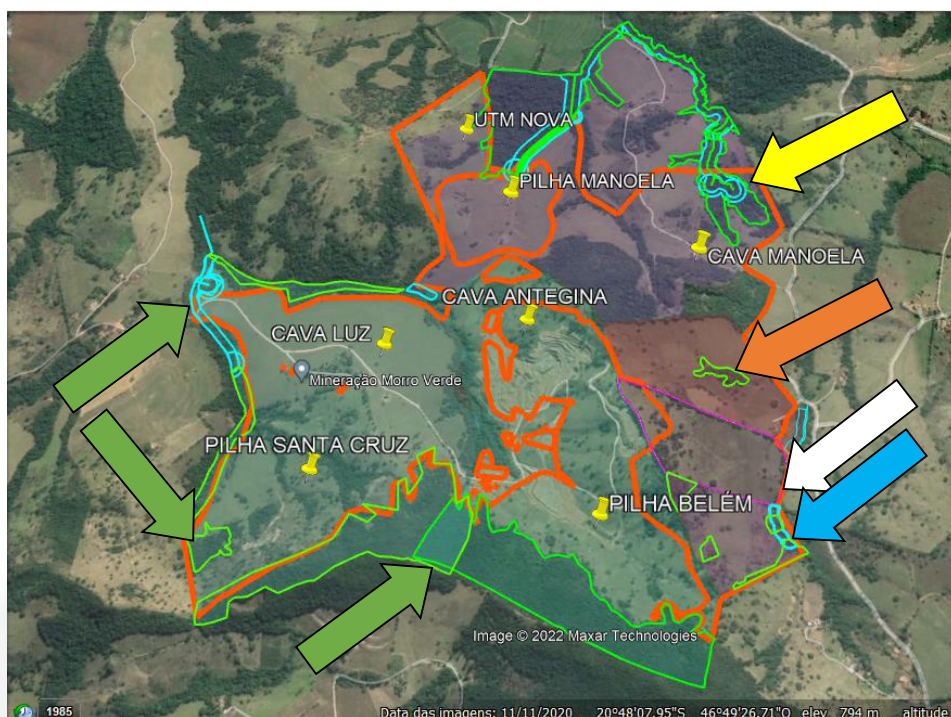 UTM NOVA
PILHA MANOELA
CAVA MANOELA
CAVA ANTEGINA
CAVA LUZ
Mineração Morro Verde
PILHA SANTA CRUZ
PILHA BELÉM
Image © 2022 Maxar Technologies
1985
Data das imagens: 11/11/2020 20°48'07.95"S 46°49'26.71"O elev 794 m altitude